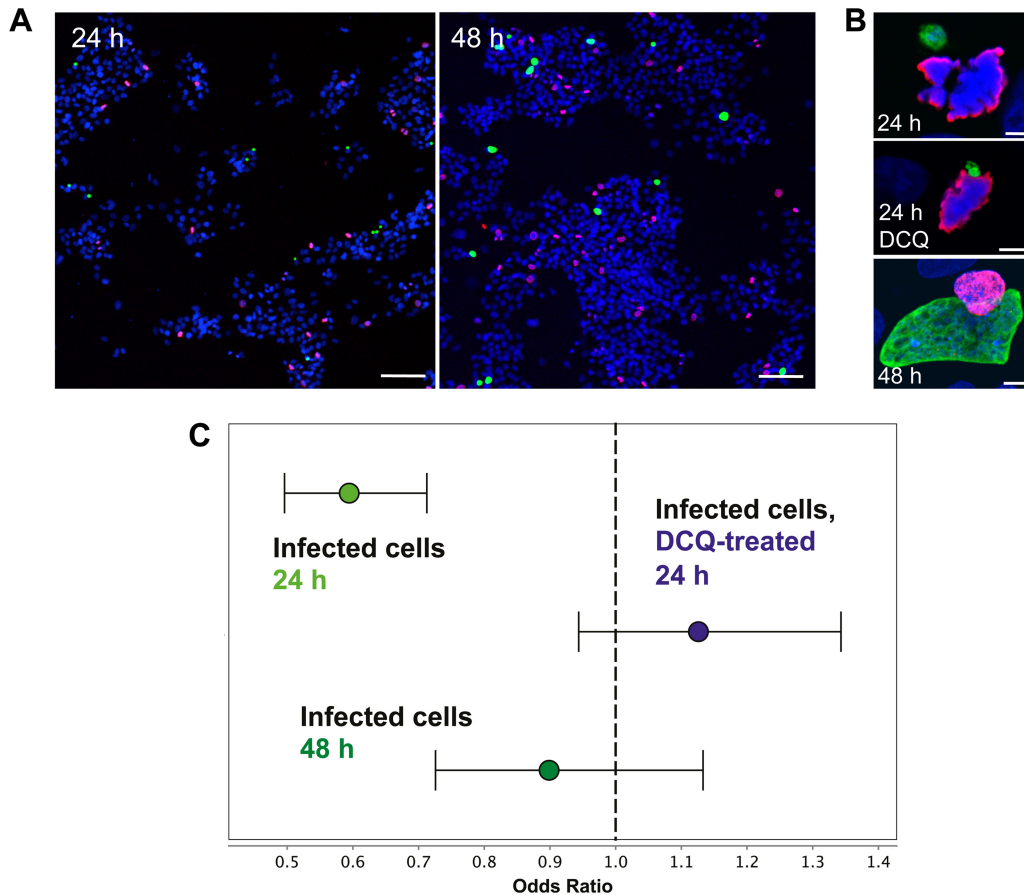 A
24 h
48 h
B
24 h
24 h
DCQ
48 h
C
Infected cells
24 h
Infected cells,
DCQ-treated
24 h
Infected cells
48 h
0.5 0.6 0.7 0.8 0.9 1.0 1.1 1.2 1.3 1.4
Odds Ratio